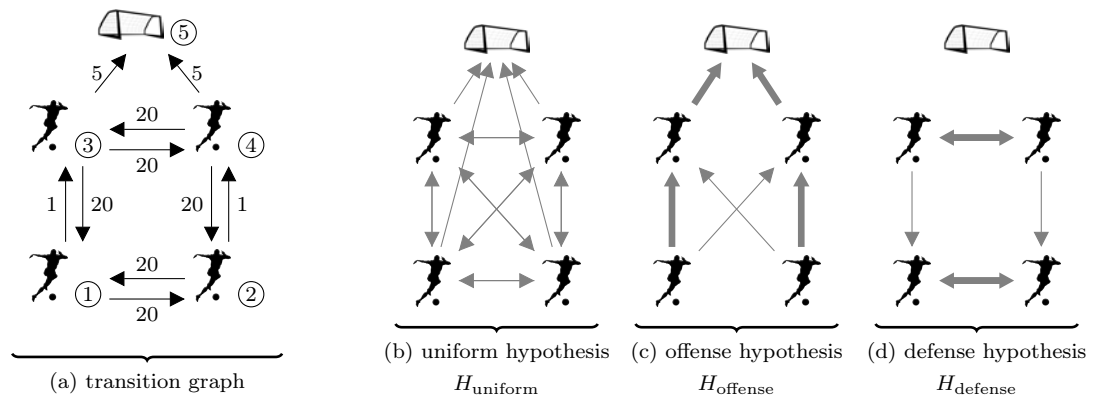 ⑤
5 5
20
③ ④
20
1 20 20 1
20
① ②
20
(a) transition graph
(b) uniform hypothesis
H_uniform
(c) offense hypothesis
H_offense
(d) defense hypothesis
H_defense